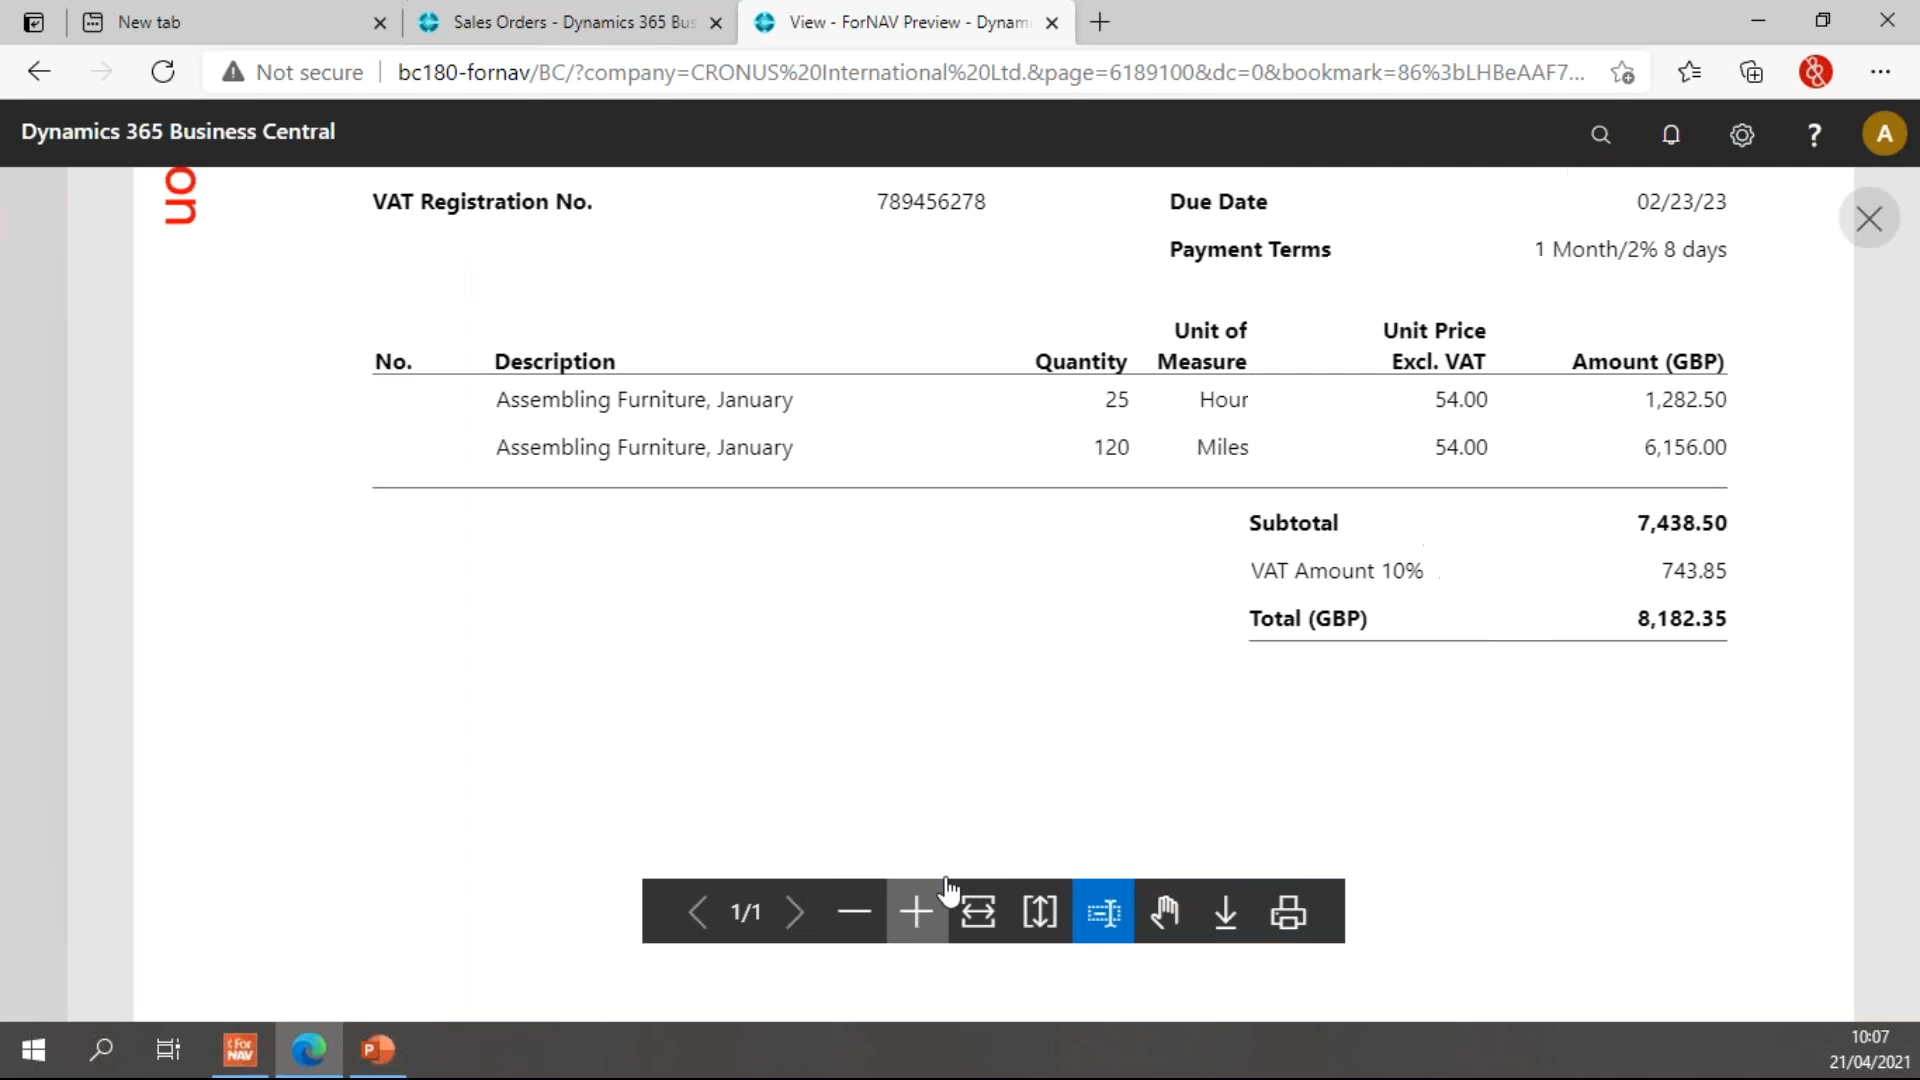 New tab
Sales Orders - Dynamics 365 Bus
View - ForNAV Preview - Dynam
Not secure
bc180-fornav/BC/?company=CRONUS%20International%20Ltd.&page=6189100&dc=0&bookmark=86%3bLHBeAAF7...
Dynamics 365 Business Central
?
A
on
VAT Registration No. 789456278 Due Date 02/23/23
Payment Terms 1 Month/2% 8 days
Unit of Unit Price
No. Description Quantity Measure Excl. VAT Amount (GBP)
Assembling Furniture, January 25 Hour 54.00 1,282.50
Assembling Furniture, January 120 Miles 54.00 6,156.00
Subtotal 7,438.50
VAT Amount 10% 743.85
Total (GBP) 8,182.35
1/1
For
NAV
P
10:07
21/04/2021